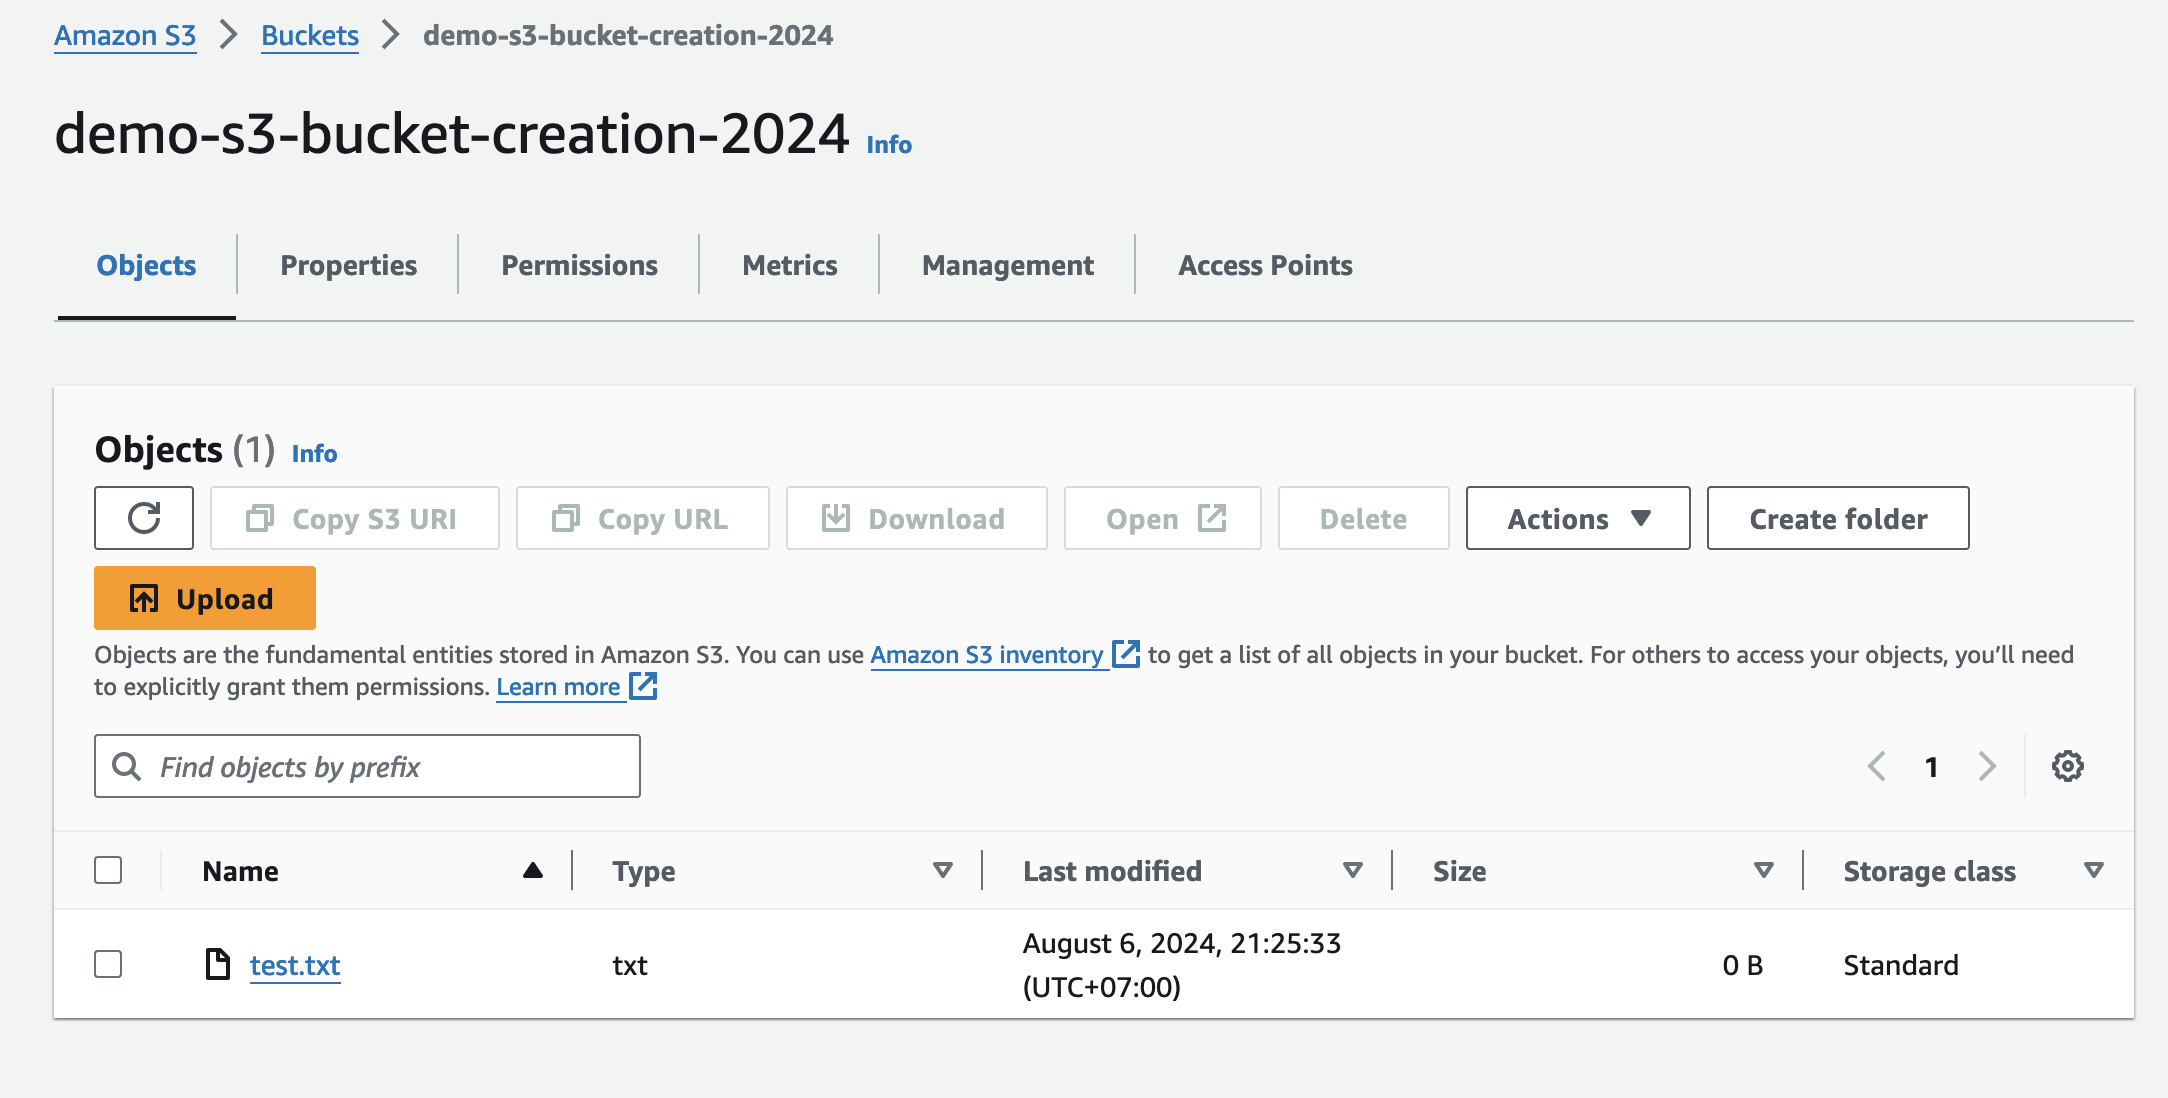 Amazon S3 > Buckets > demo-s3-bucket-creation-2024
demo-s3-bucket-creation-2024 Info
Objects Properties Permissions Metrics Management Access Points
Objects (1) Info
Copy S3 URI Copy URL Download Open Delete Actions Create folder
Upload
Objects are the fundamental entities stored in Amazon S3. You can use Amazon S3 inventory to get a list of all objects in your bucket. For others to access your objects, you’ll need
to explicitly grant them permissions. Learn more
Find objects by prefix 1
Name Type Last modified Size Storage class
test.txt txt August 6, 2024, 21:25:33 0 B Standard
(UTC+07:00)